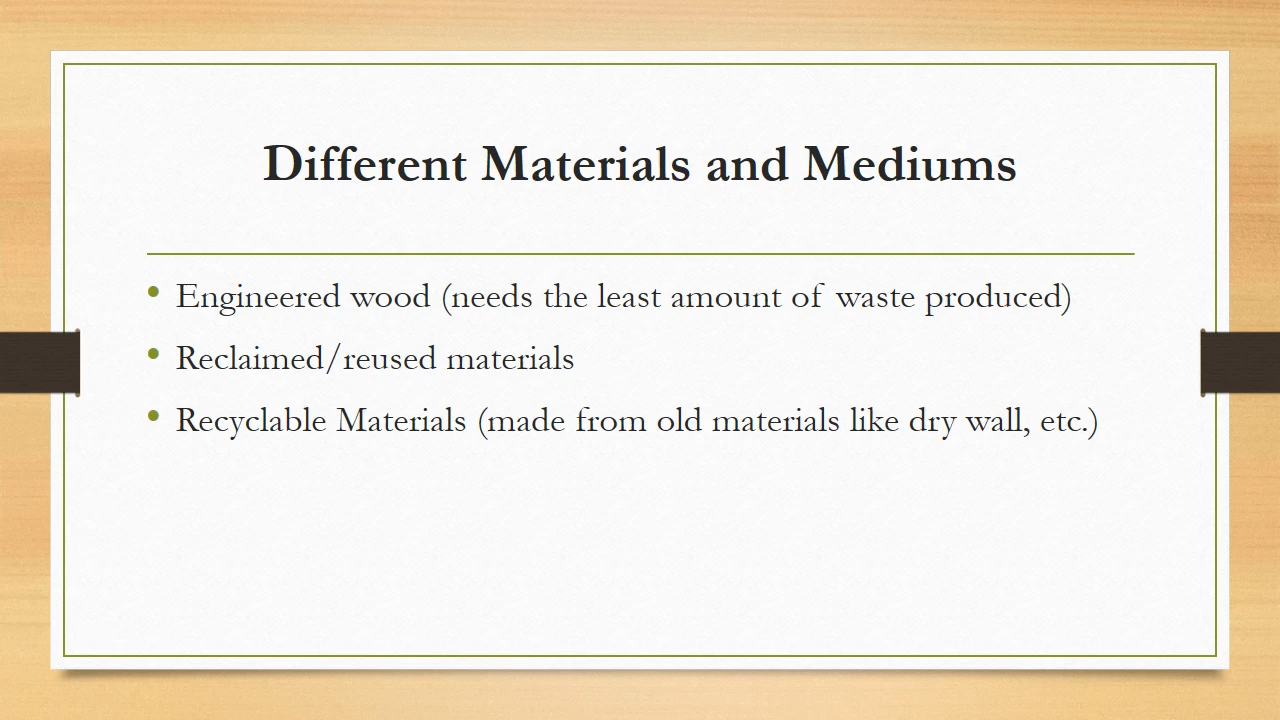 Different Materials and Mediums
• Engineered wood (needs the least amount of waste produced)
• Reclaimed/reused materials
• Recyclable Materials (made from old materials like dry wall, etc.)